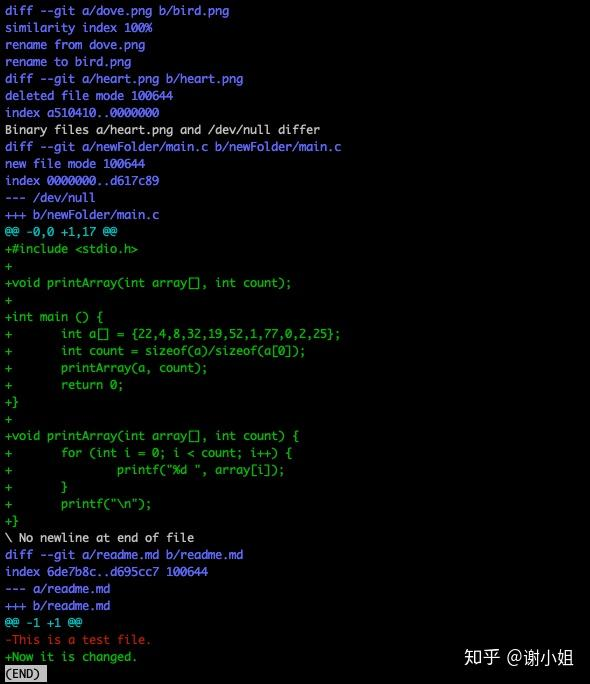 diff --git a/dove.png b/bird.png
similarity index 100%
rename from dove.png
rename to bird.png
diff --git a/heart.png b/heart.png
deleted file mode 100644
index a510410..0000000
Binary files a/heart.png and /dev/null differ
diff --git a/newFolder/main.c b/newFolder/main.c
new file mode 100644
index 0000000..d617c89
--- /dev/null
+++ b/newFolder/main.c
@@ -0,0 +1,17 @@
+#include <stdio.h>
+
+void printArray(int array[], int count);
+
+int main () {
+       int a[] = {22,4,8,32,19,52,1,77,0,2,25};
+       int count = sizeof(a)/sizeof(a[0]);
+       printArray(a, count);
+       return 0;
+}
+
+void printArray(int array[], int count) {
+       for (int i = 0; i < count; i++) {
+               printf("%d ", array[i]);
+       }
+       printf("\n");
+}
\ No newline at end of file
diff --git a/readme.md b/readme.md
index 6de7b8c..d695cc7 100644
--- a/readme.md
+++ b/readme.md
@@ -1 +1 @@
-This is a test file.
+Now it is changed.
(END)
知乎 @谢小姐